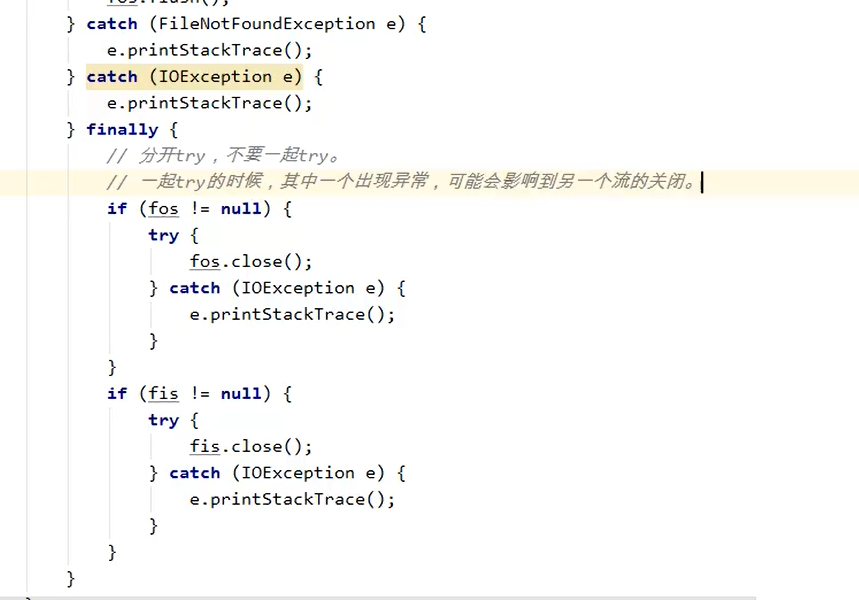 fos.flush();
} catch (FileNotFoundException e) {
e.printStackTrace();
} catch (IOException e) {
e.printStackTrace();
} finally {
// 分开try，不要一起try。
// 一起try的时候，其中一个出现异常，可能会影响到另一个流的关闭。
if (fos != null) {
try {
fos.close();
} catch (IOException e) {
e.printStackTrace();
}
}
if (fis != null) {
try {
fis.close();
} catch (IOException e) {
e.printStackTrace();
}
}
}